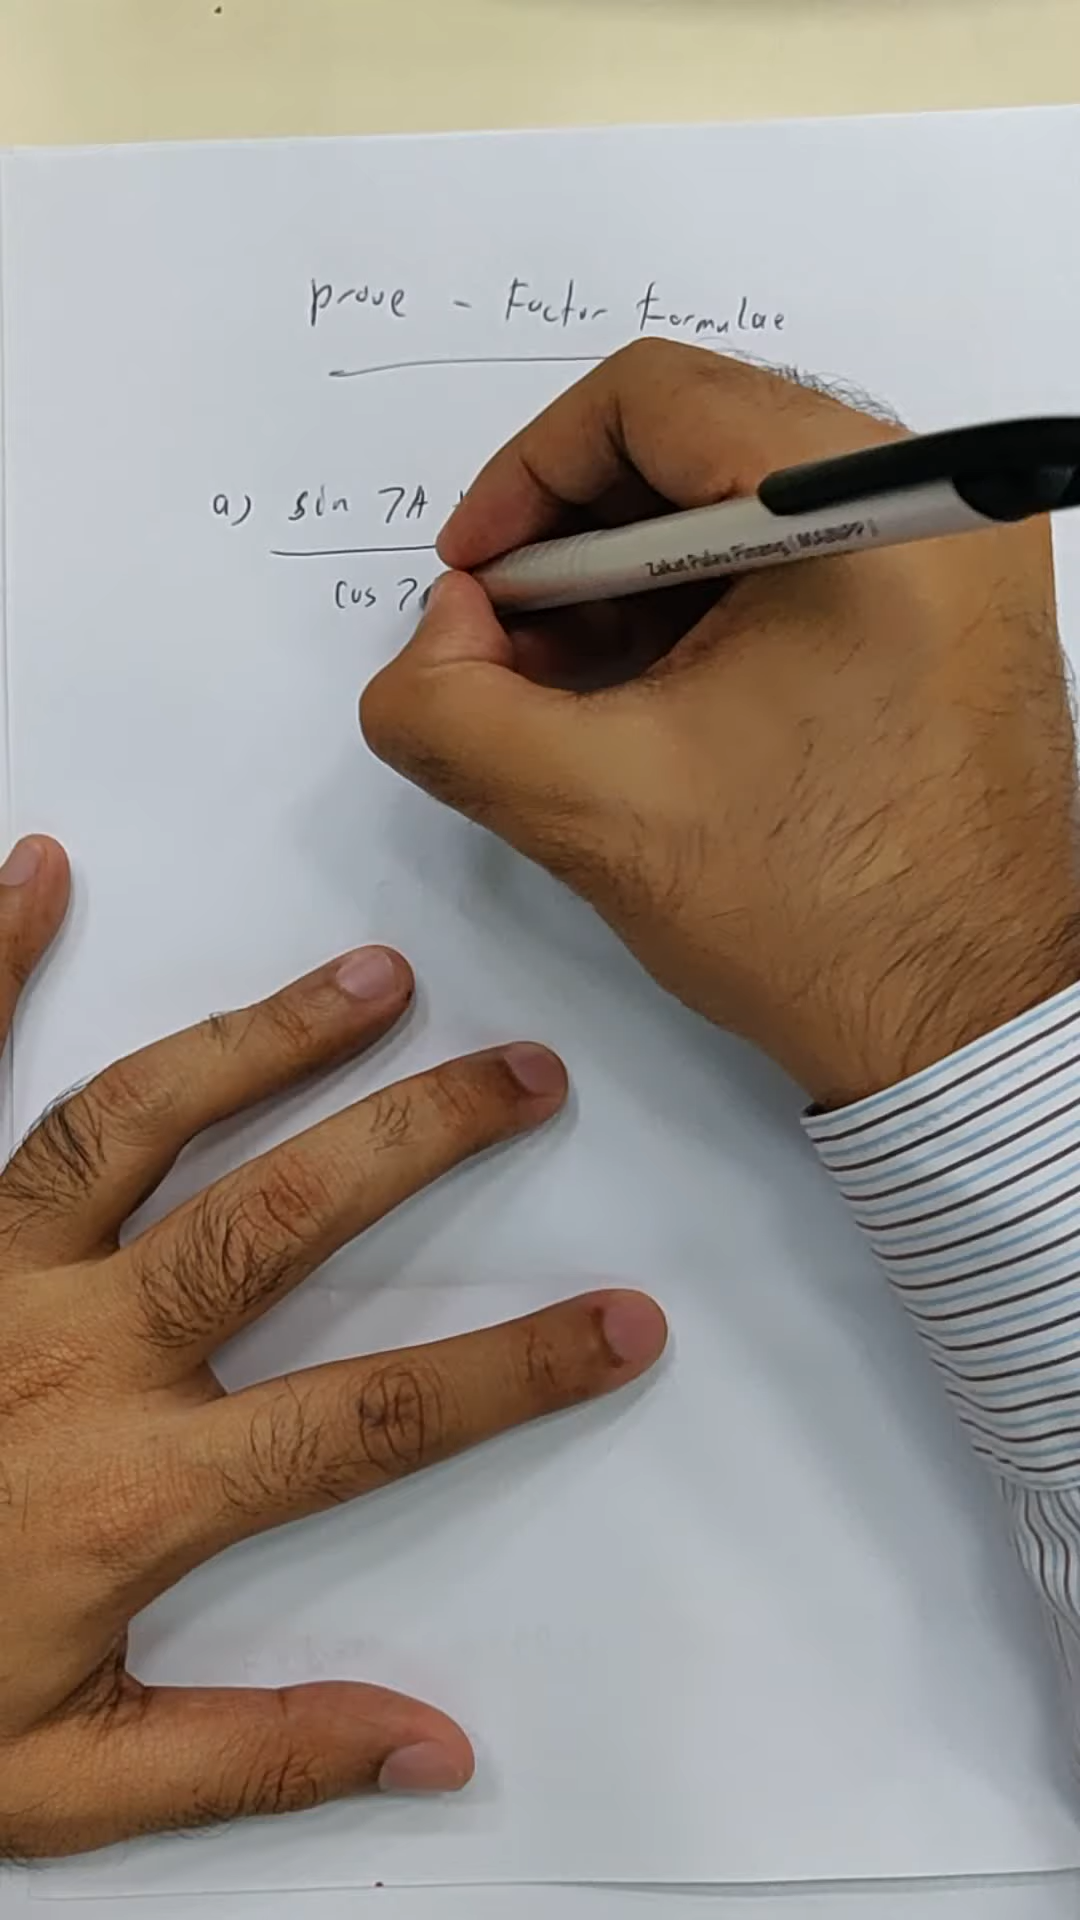 prove - Factor Formulae
a) sin 7A +
cos 7
Zakat Pulau Pinang